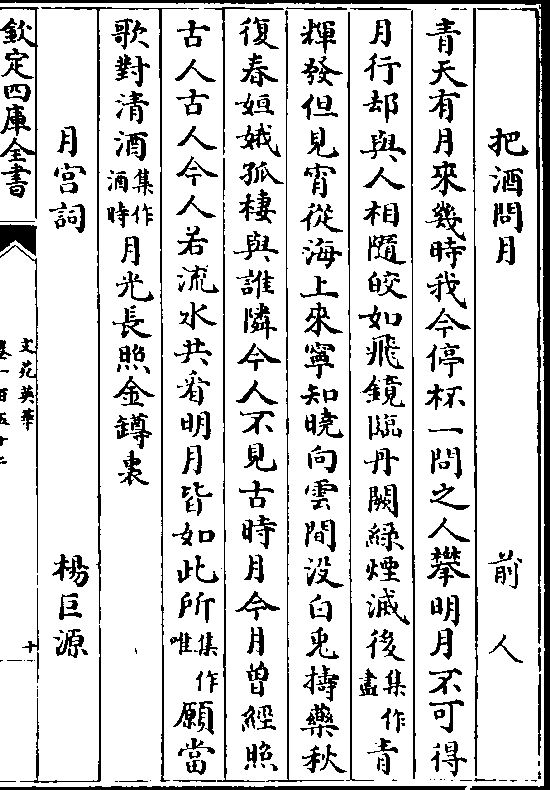 把酒問月 前人
青天有月來幾時我今停杯一問之人攀明月不可得
月行却與人相隨皎如飛鏡臨丹闕綠煙滅後集作盡青
輝發但見宵從海上來寧知曉向雲間没白兎擣藥秋
復春姮娥孤棲與誰隣今人不見古時月今月曽經照
古人古人今人若流水共看明月皆如此所集作唯願當
歌對清酒集作酒時月光長照金罇裏
月宫詞 楊巨源
欽定四庫全書
文苑英華
卷一百五十二
十